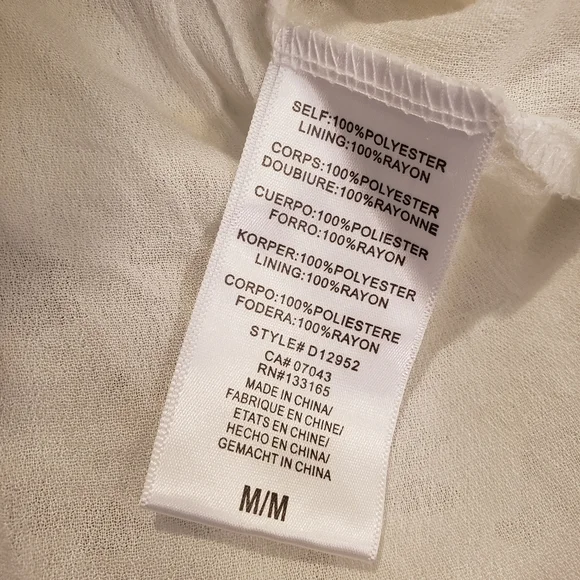 SELF:100%POLYESTER
LINING:100%RAYON
CORPS:100%POLYESTER
DOUBIURE:100%RAYONNE
CUERPO:100%POLIESTER
FORRO:100%RAYON
KORPER:100%POLYESTER
LINING:100%RAYON
CORPO:100%POLIESTERE
FODERA:100%RAYON
STYLE# D12952
CA# 07043
RN#133165
MADE IN CHINA/
FABRIQUE EN CHINE/
ETATS EN CHINE/
HECHO EN CHINA/
GEMACHT IN CHINA
M/M